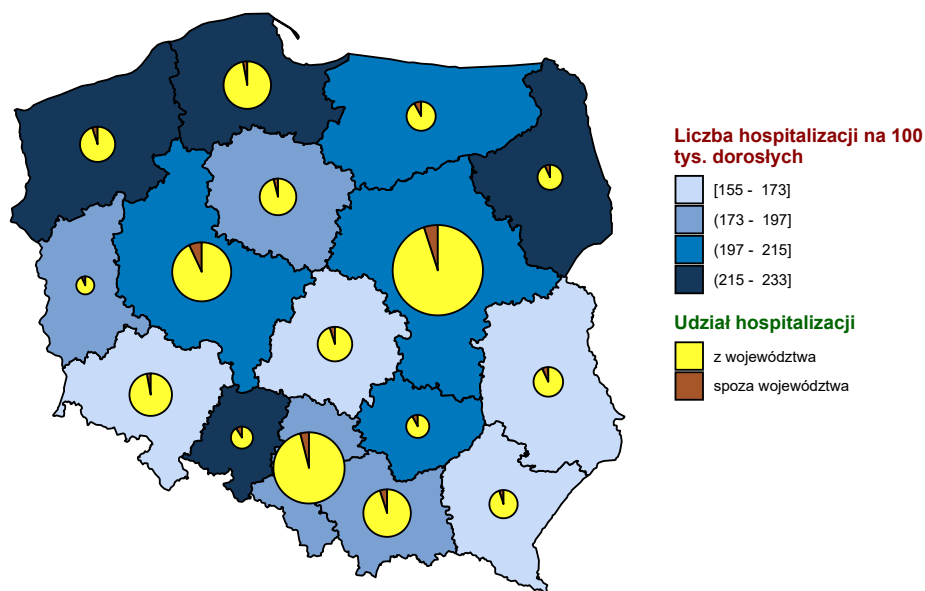 Liczba hospitalizacji na 100
tys. dorosłych
[155 - 173]
(173 - 197]
(197 - 215]
(215 - 233]
Udział hospitalizacji
z województwa
spoza województwa